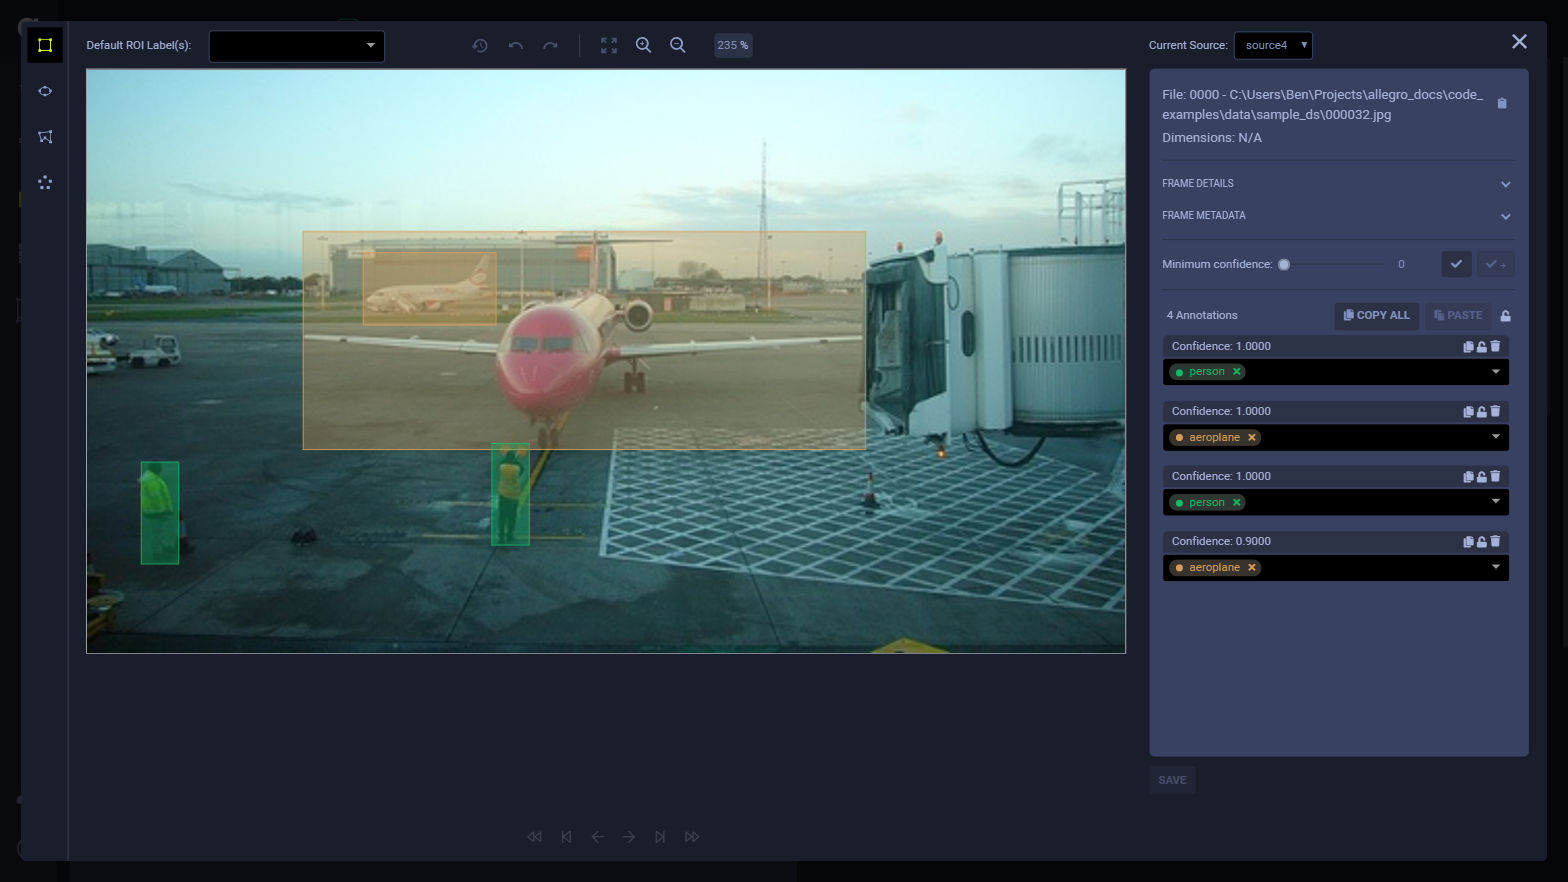 Default ROI Label(s):
235 %
Current Source: source4
File: 0000 - C:\Users\Ben\Projects\allegro_docs\code_
examples\data\sample_ds\000032.jpg
Dimensions: N/A
FRAME DETAILS
FRAME METADATA
Minimum confidence: 0
4 Annotations COPY ALL PASTE
Confidence: 1.0000
person
Confidence: 1.0000
aeroplane
Confidence: 1.0000
person
Confidence: 0.9000
aeroplane
SAVE